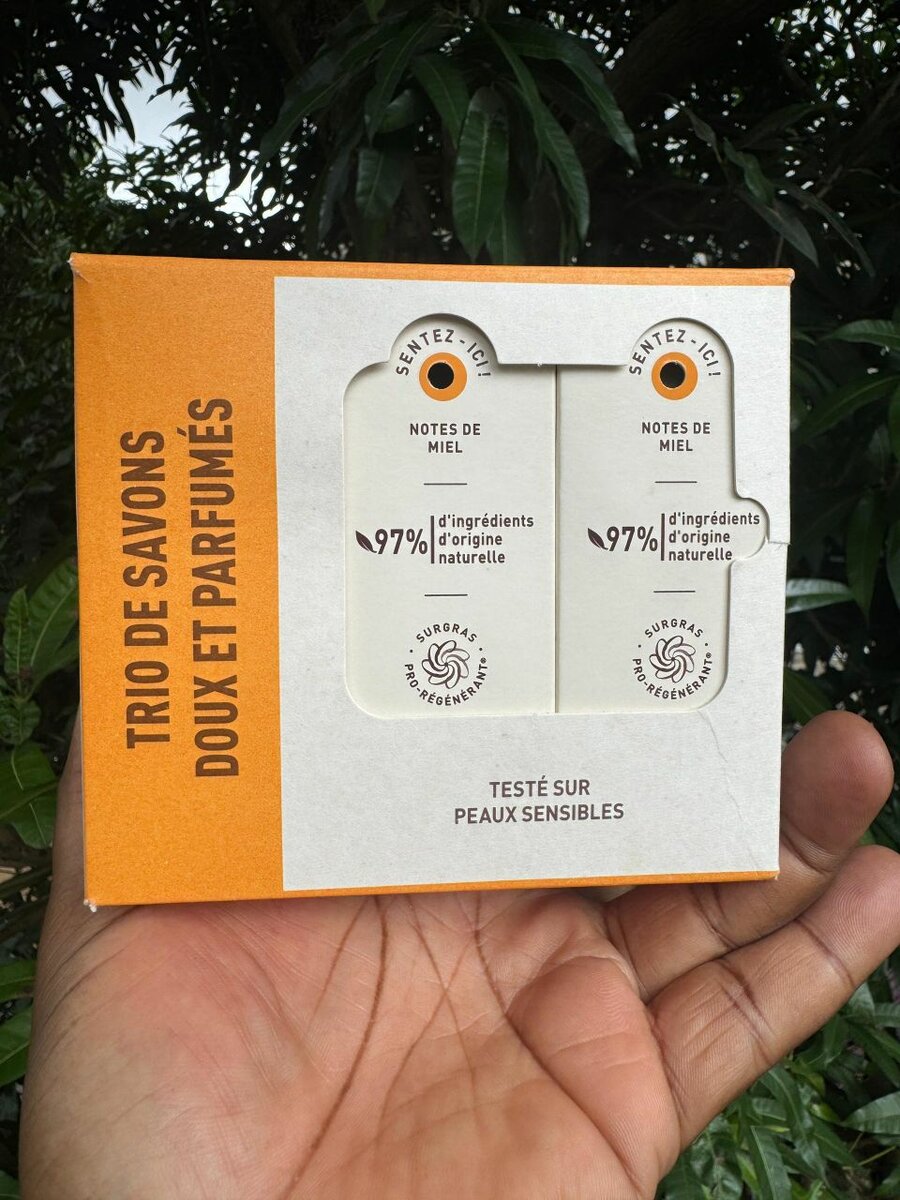 TRIO DE SAVONS
DOUX ET PARFUMÉS
SENTEZ-ICI!
NOTES DE
MIEL
97%
d'ingrédients
d'origine
naturelle
• SURGRAS •
PRO-RÉGÉNÉRANT®
SENTEZ-ICI!
NOTES DE
MIEL
97%
d'ingrédients
d'origine
naturelle
• SURGRAS •
PRO-RÉGÉNÉRANT®
TESTÉ SUR
PEAUX SENSIBLES